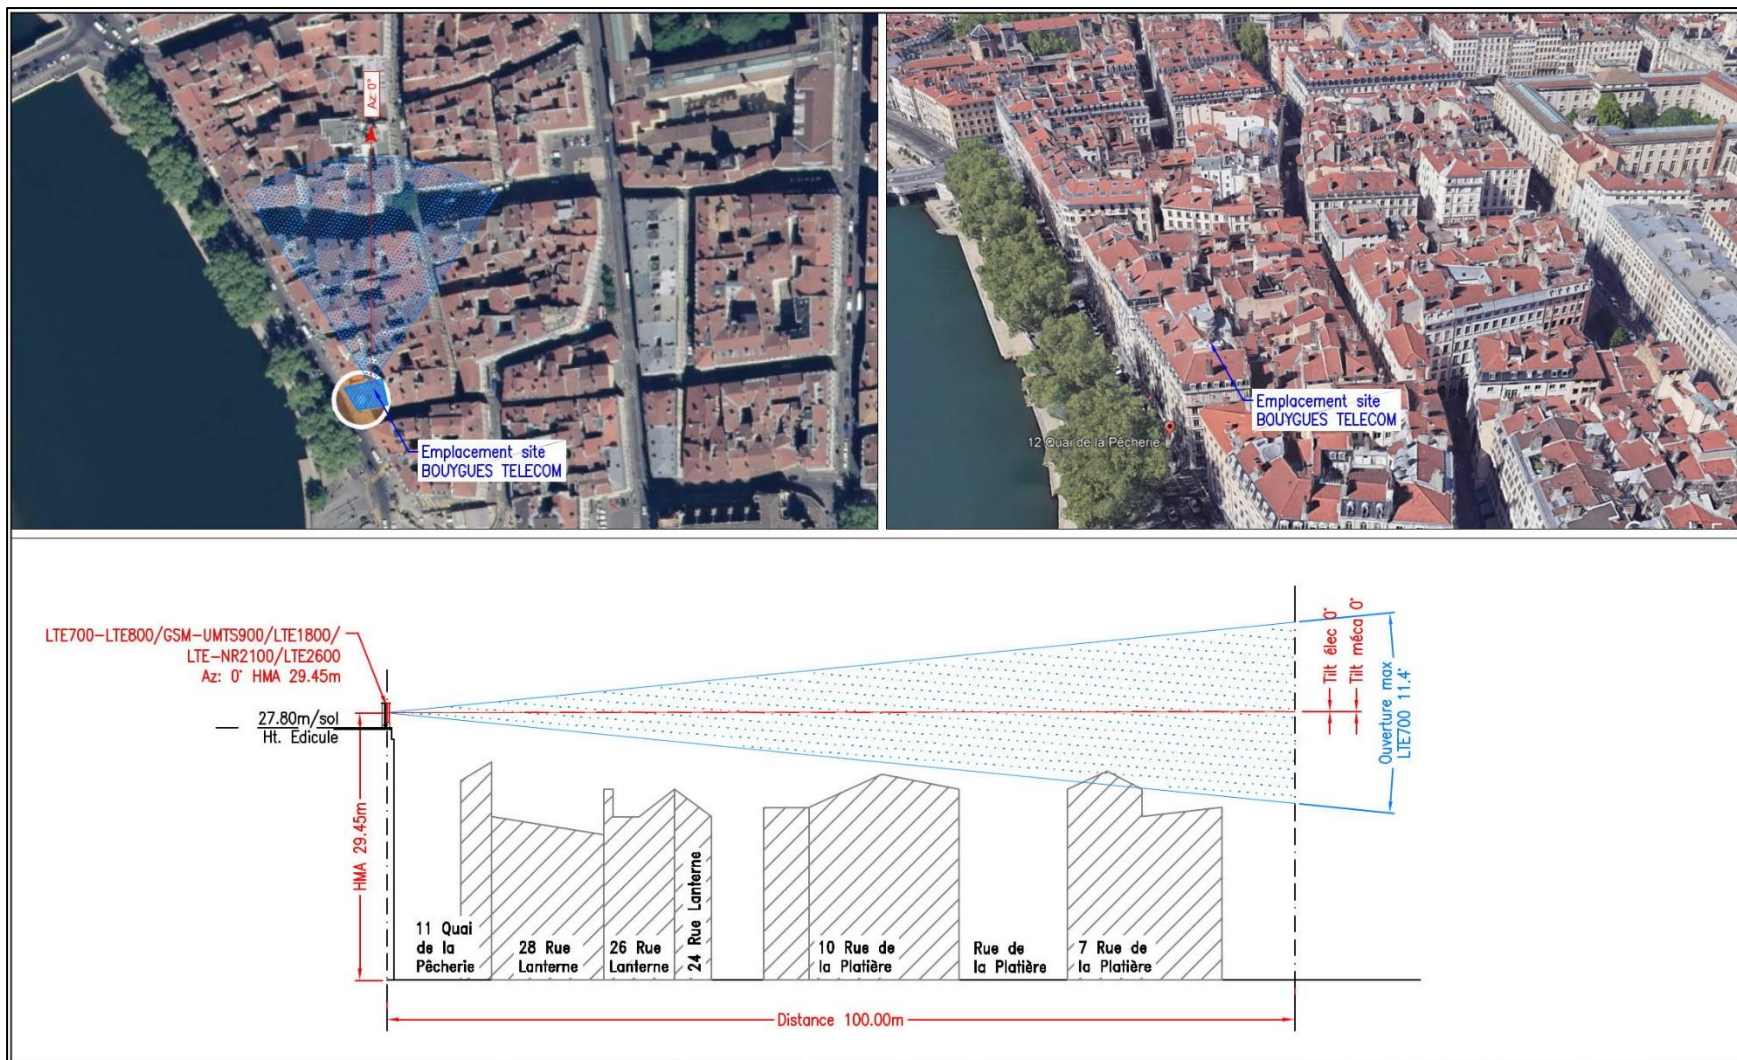 Az: 0°
Emplacement site
BOUYGUES TELECOM
Emplacement site
BOUYGUES TELECOM
12 Quai de la Pêcherie
LTE700-LTE800/GSM-UMTS900/LTE1800/
LTE-NR2100/LTE2600
Az: 0° HMA 29.45m
27.80m/sol
Ht. Edicule
HMA 29.45m
11 Quai
de la
Pêcherie
28 Rue
Lanterne
26 Rue
Lanterne
24 Rue Lanterne
10 Rue de
la Platière
Rue de
la Platière
7 Rue de
la Platière
Tilt élec 0°
Tilt méca 0°
Ouverture max
LTE700 11.4°
Distance 100.00m